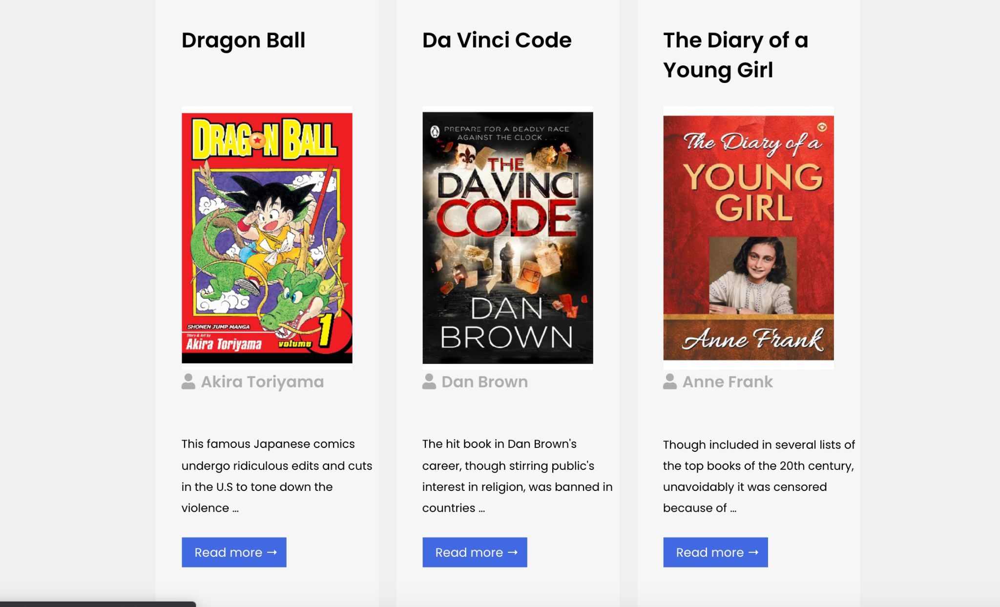 Dragon Ball
DRAGON BALL
SHONEN JUMP MANGA
Story & Art by
Akira Toriyama
volume 1
Akira Toriyama
This famous Japanese comics
undergo ridiculous edits and cuts
in the U.S to tone down the
violence ...
Read more →
Da Vinci Code
PREPARE FOR A DEADLY RACE
AGAINST THE CLOCK . . .
THE
DA VINCI
CODE
DAN
BROWN
Dan Brown
The hit book in Dan Brown's
career, though stirring public's
interest in religion, was banned in
countries ...
Read more →
The Diary of a
Young Girl
The Diary of a
YOUNG
GIRL
Anne Frank
Anne Frank
Though included in several lists of
the top books of the 20th century,
unavoidably it was censored
because of ...
Read more →